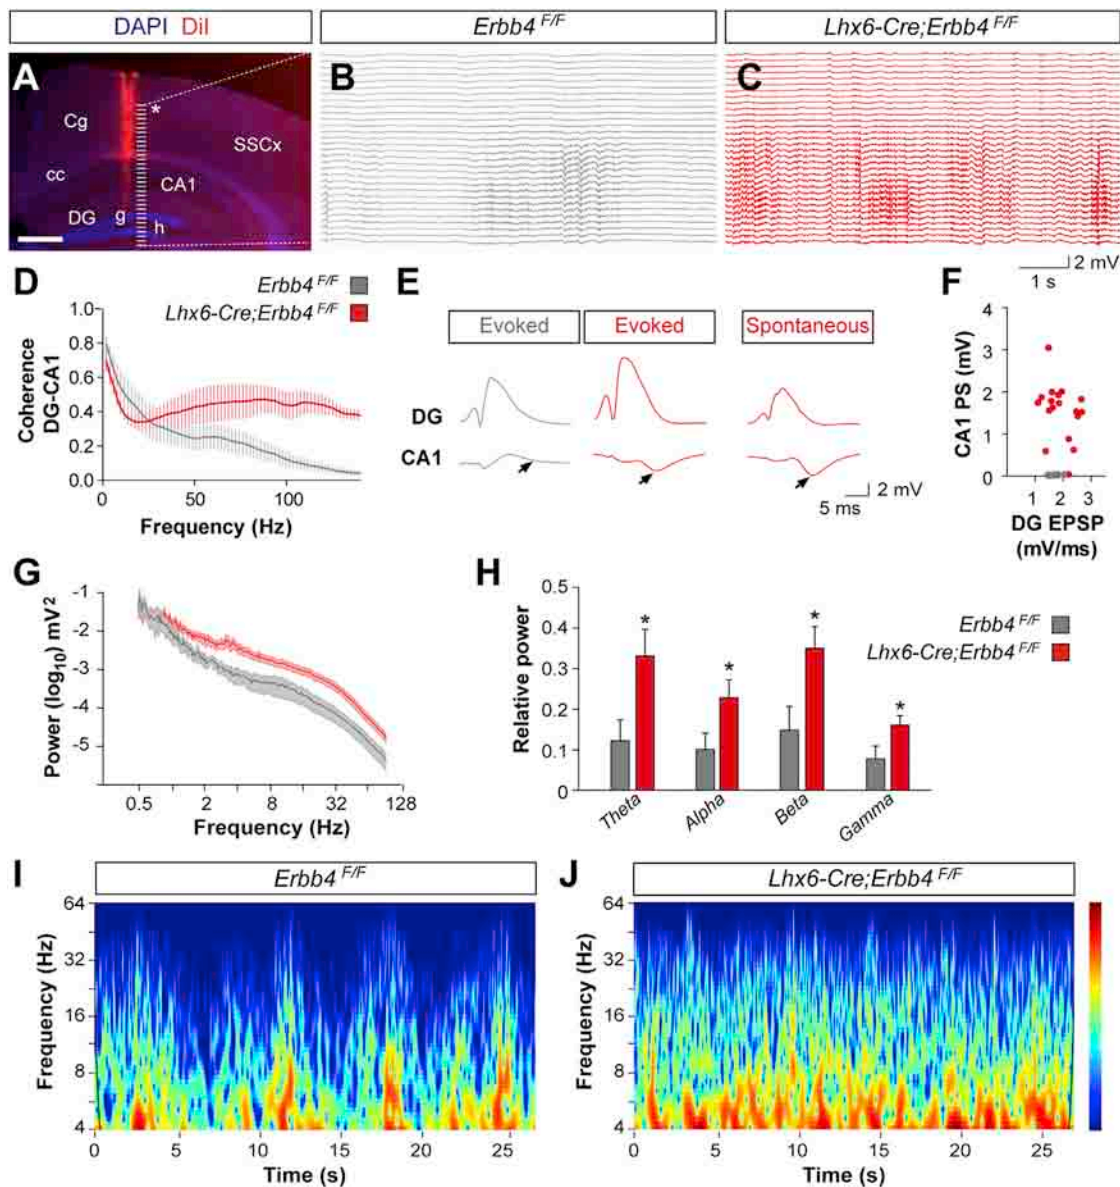 DAPI DiI
Erbb4 F/F
Lhx6-Cre;Erbb4 F/F
A
B
C
*
Cg
SSCx
cc
CA1
DG
g
h
2 mV
1 s
D
Erbb4 F/F
Lhx6-Cre;Erbb4 F/F
1.0
0.8
0.6
0.4
0.2
0
Coherence
DG-CA1
0
50
100
Frequency (Hz)
E
Evoked
Evoked
Spontaneous
DG
CA1
2 mV
5 ms
F
4
3
2
1
0
CA1 PS (mV)
1 2 3
DG EPSP
(mV/ms)
G
-1
-2
-3
-4
-5
Power (log10) mV2
0.5 2 8 32 128
Frequency (Hz)
H
0.5
0.4
0.3
0.2
0.1
0
Relative power
* * * *
Theta
Alpha
Beta
Gamma
Erbb4 F/F
Lhx6-Cre;Erbb4 F/F
I
Erbb4 F/F
64
32
16
8
4
Frequency (Hz)
0 5 10 15 20 25
Time (s)
J
Lhx6-Cre;Erbb4 F/F
64
32
16
8
4
Frequency (Hz)
0 5 10 15 20 25
Time (s)